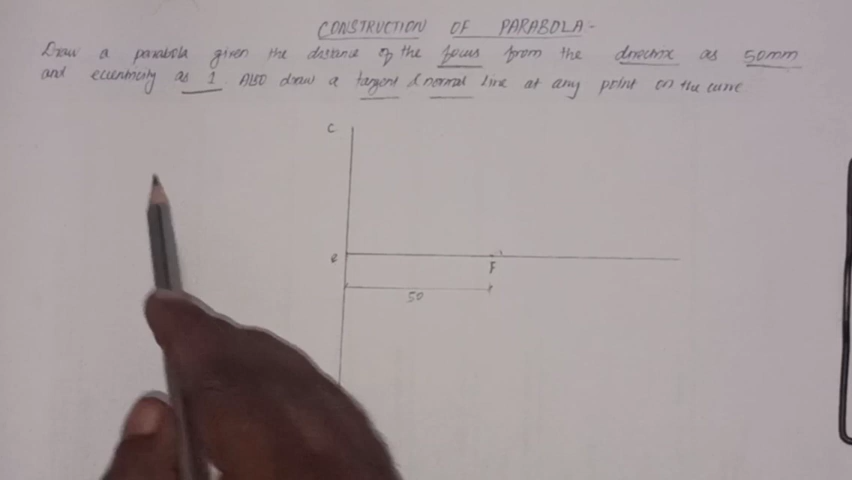 CONSTRUCTION OF PARABOLA -
Draw a parabola given the distance of the focus from the directrix as 50mm
and eccentricity as 1. Also draw a tangent & normal line at any point on the curve.
C
F
50